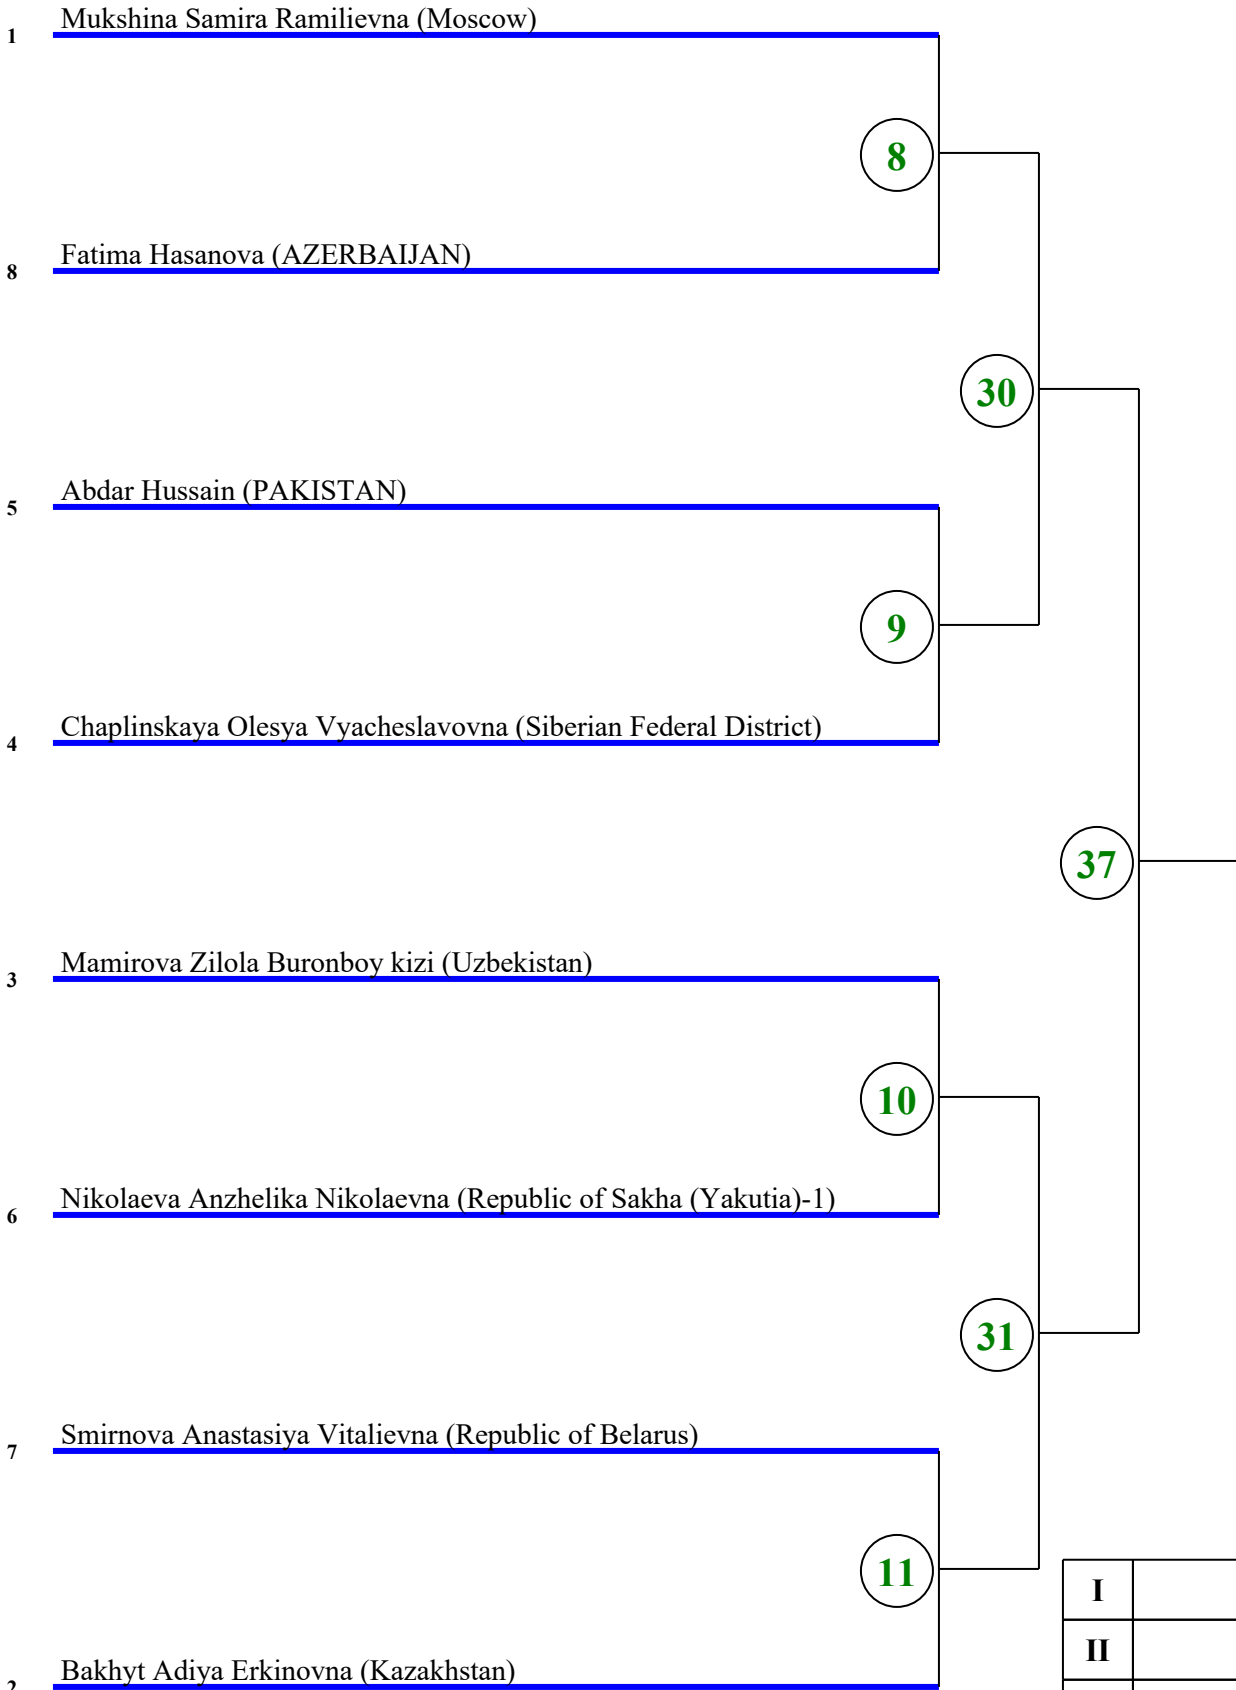 1 Mukshina Samira Ramilievna (Moscow)
8
8 Fatima Hasanova (AZERBAIJAN)
30
5 Abdar Hussain (PAKISTAN)
9
4 Chaplinskaya Olesya Vyacheslavovna (Siberian Federal District)
37
3 Mamirova Zilola Buronboy kizi (Uzbekistan)
10
6 Nikolaeva Anzhelika Nikolaevna (Republic of Sakha (Yakutia)-1)
31
7 Smirnova Anastasiya Vitalievna (Republic of Belarus)
11
I
II
2 Bakhyt Adiya Erkinovna (Kazakhstan)